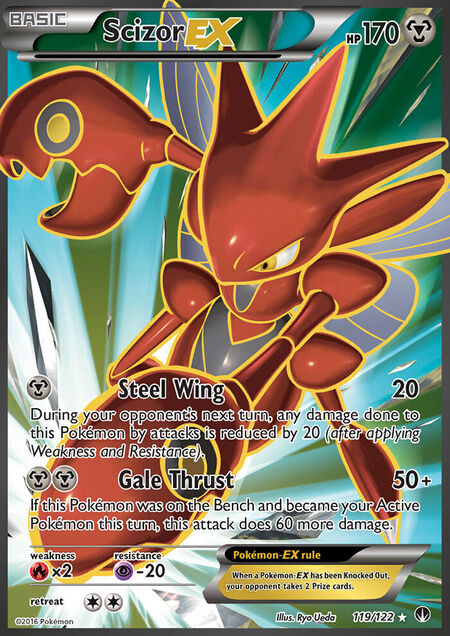 BASIC ScizorEX HP170
Steel Wing 20
During your opponent's next turn, any damage done to
this Pokémon by attacks is reduced by 20 (after applying
Weakness and Resistance).
Gale Thrust 50+
If this Pokémon was on the Bench and became your Active
Pokémon this turn, this attack does 60 more damage.
weakness resistance
×2 -20
Pokémon-EX rule
When a Pokémon-EX has been Knocked Out,
your opponent takes 2 Prize cards.
retreat
©2016 Pokémon Illus. Ryo Ueda 119/122